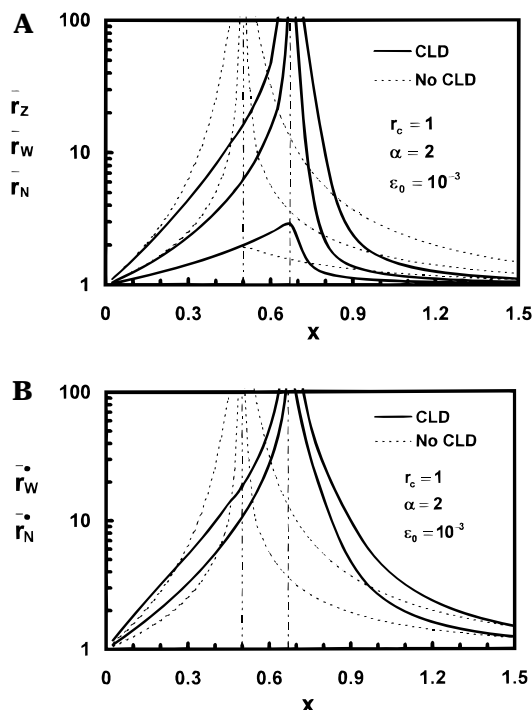 A
100
10
1
r̄Z
r̄W
r̄N
CLD
No CLD
rc = 1
α = 2
ε0 = 10⁻³
0 0.3 0.6 0.9 1.2 1.5
X
B
100
10
1
r̄•W
r̄•N
CLD
No CLD
rc = 1
α = 2
ε0 = 10⁻³
0 0.3 0.6 0.9 1.2 1.5
X